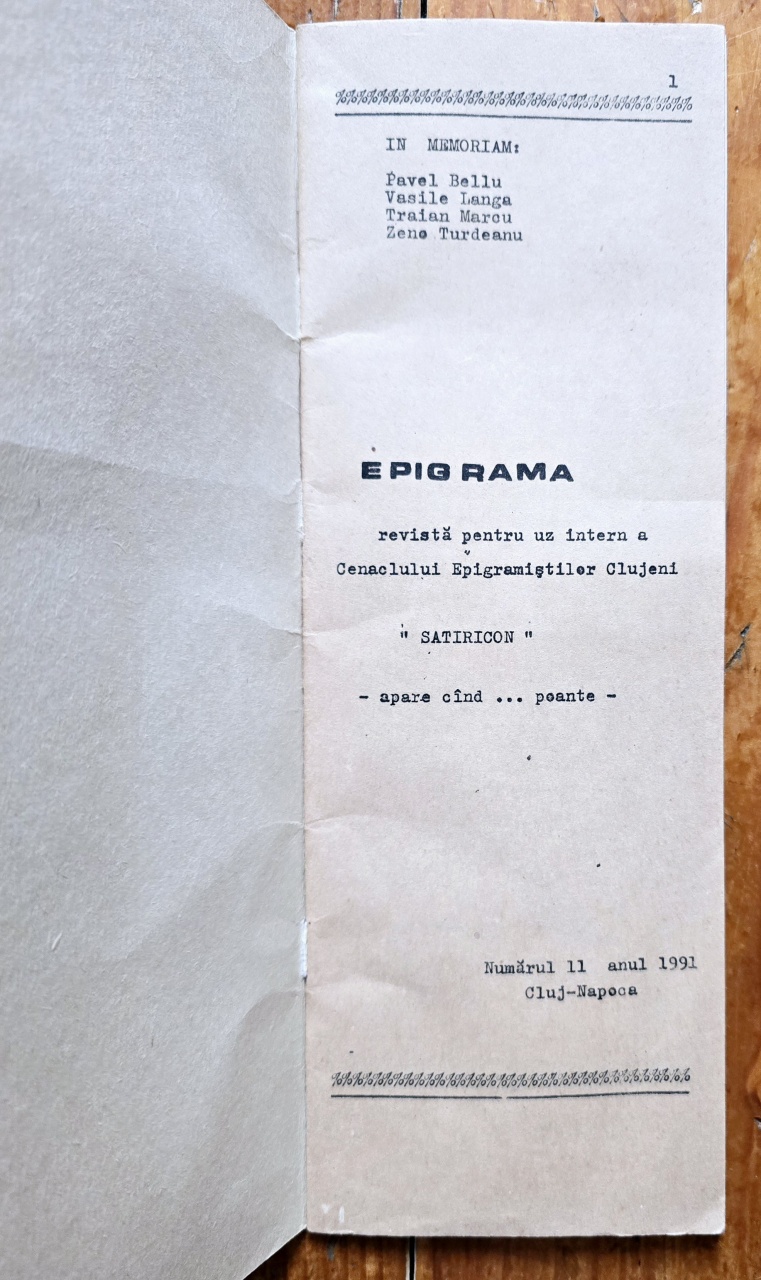 1
%%%%%%%%%%%%%%%%%%%%%%%%%%%%%%%%%%%%%%%%%%
IN MEMORIAM:
Pavel Bellu
Vasile Langa
Traian Marcu
Zeno Turdeanu
EPIGRAMA
revistă pentru uz intern a
Cenaclului Epigramiştilor Clujeni
" SATIRICON "
- apare cînd ... poante -
Numărul 11 anul 1991
Cluj-Napoca
%%%%%%%%%%%%%%%%%%%%%%%%%%%%%%%%%%%%%%%%%%